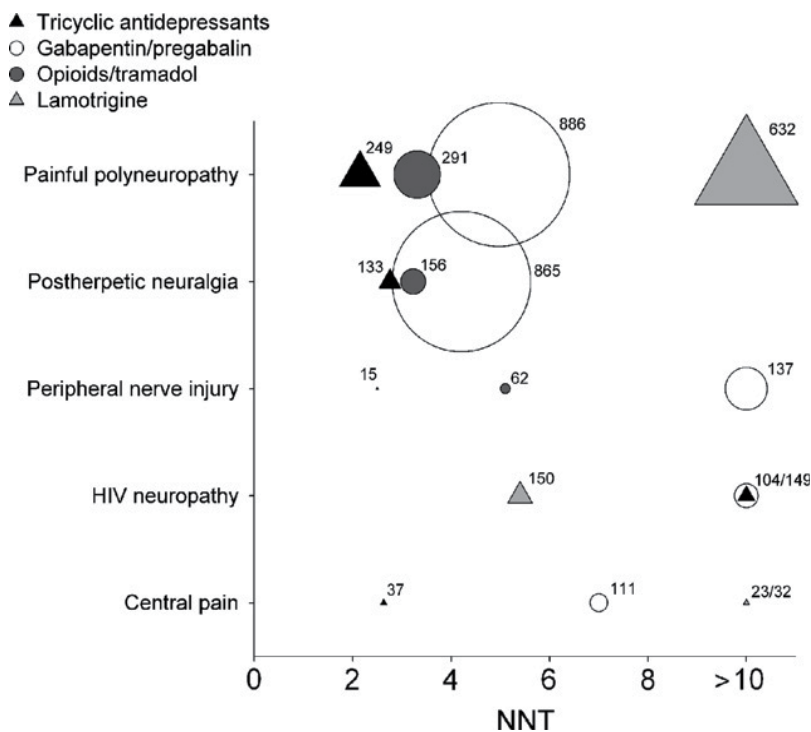 Tricyclic antidepressants
Gabapentin/pregabalin
Opioids/tramadol
Lamotrigine
Painful polyneuropathy
249
291
886
632
Postherpetic neuralgia
133
156
865
Peripheral nerve injury
15
62
137
HIV neuropathy
150
104/149
Central pain
37
111
23/32
0 2 4 6 8 >10
NNT